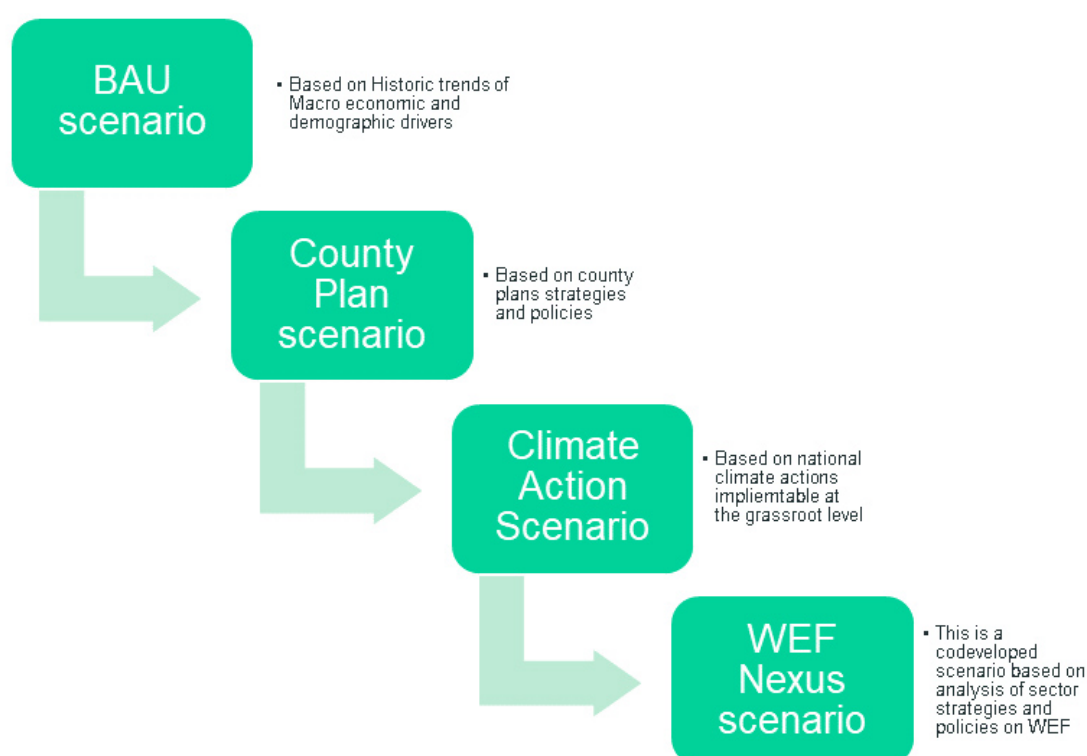 BAU
scenario
▪ Based on Historic trends of
Macro economic and
demographic drivers
County
Plan
scenario
▪ Based on county
plans strategies
and policies
Climate
Action
Scenario
▪ Based on national
climate actions
impliemtable at
the grassroot level
WEF
Nexus
scenario
▪ This is a
codeveloped
scenario based on
analysis of sector
strategies and
policies on WEF